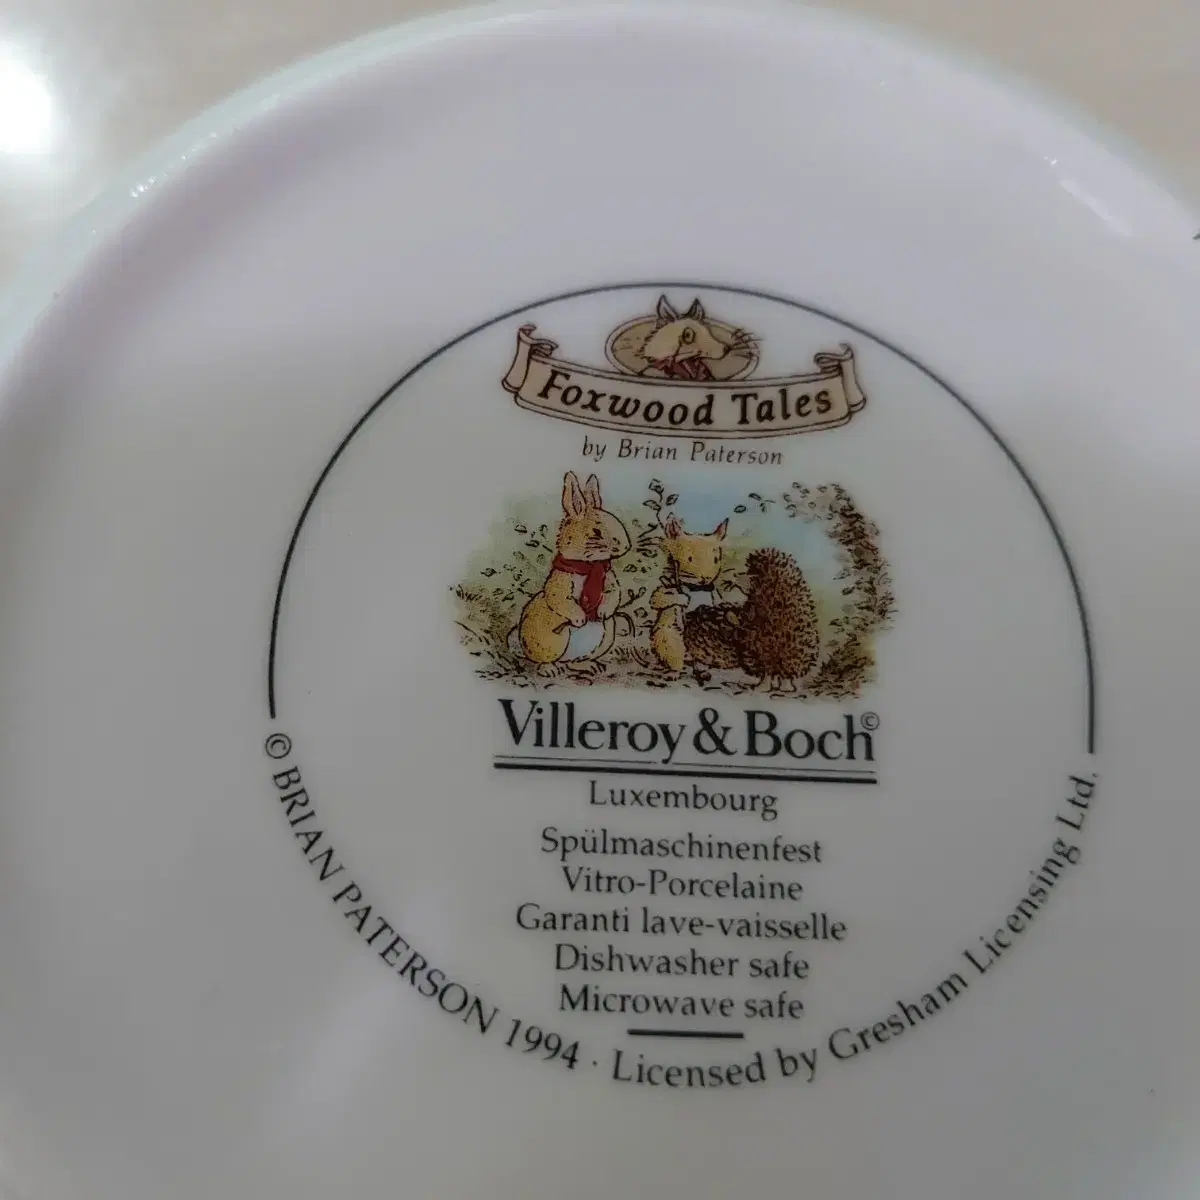 Foxwood Tales
by Brian Paterson
Villeroy & Boch©
Luxembourg
Spülmaschinenfest
Vitro-Porcelaine
Garanti lave-vaisselle
Dishwasher safe
Microwave safe
© BRIAN PATERSON 1994 · Licensed by Gresham Licensing Ltd.